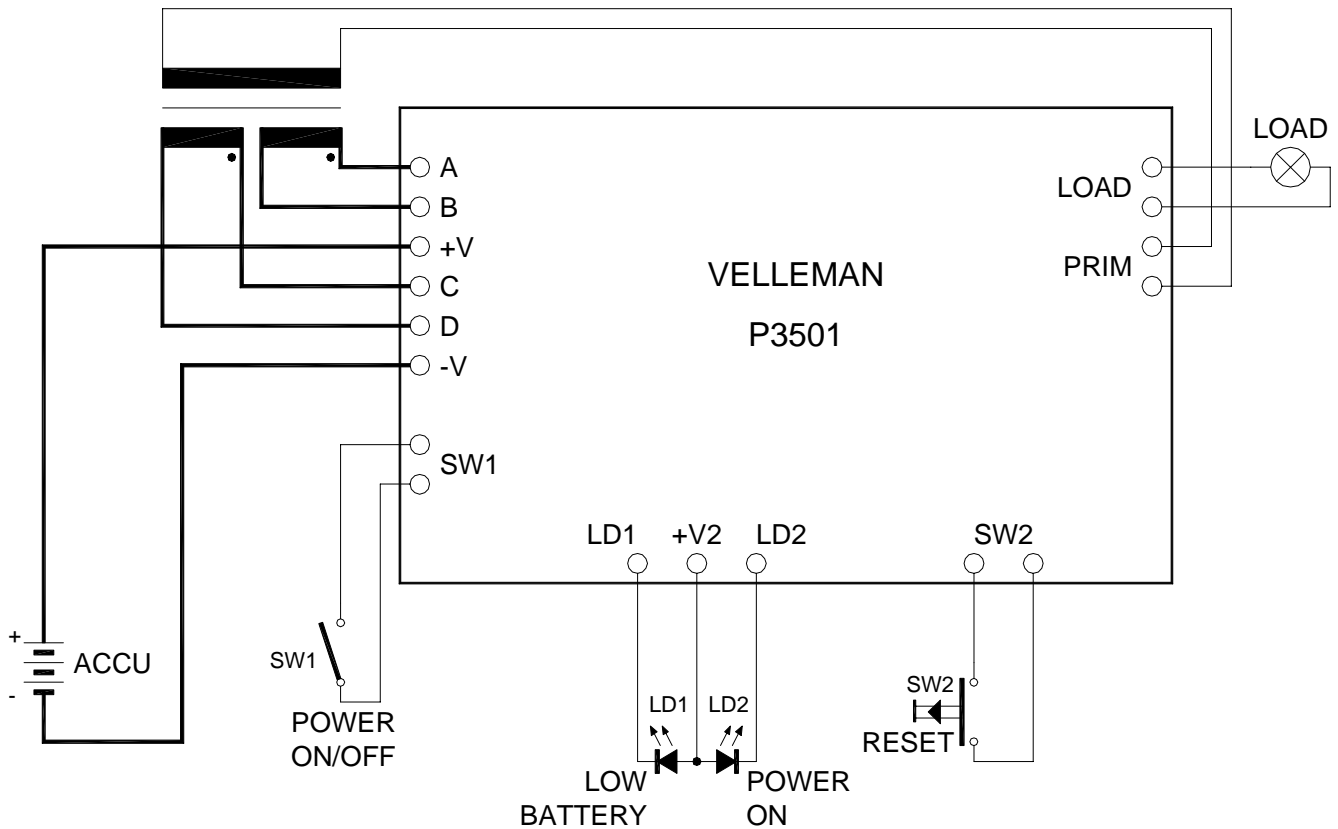 LOAD
A
B
+V
C
D
-V
LOAD
PRIM
VELLEMAN
P3501
SW1
LD1
+V2
LD2
SW2
+
ACCU
-
SW1
POWER
ON/OFF
LD1
LD2
LOW
BATTERY
POWER
ON
SW2
RESET